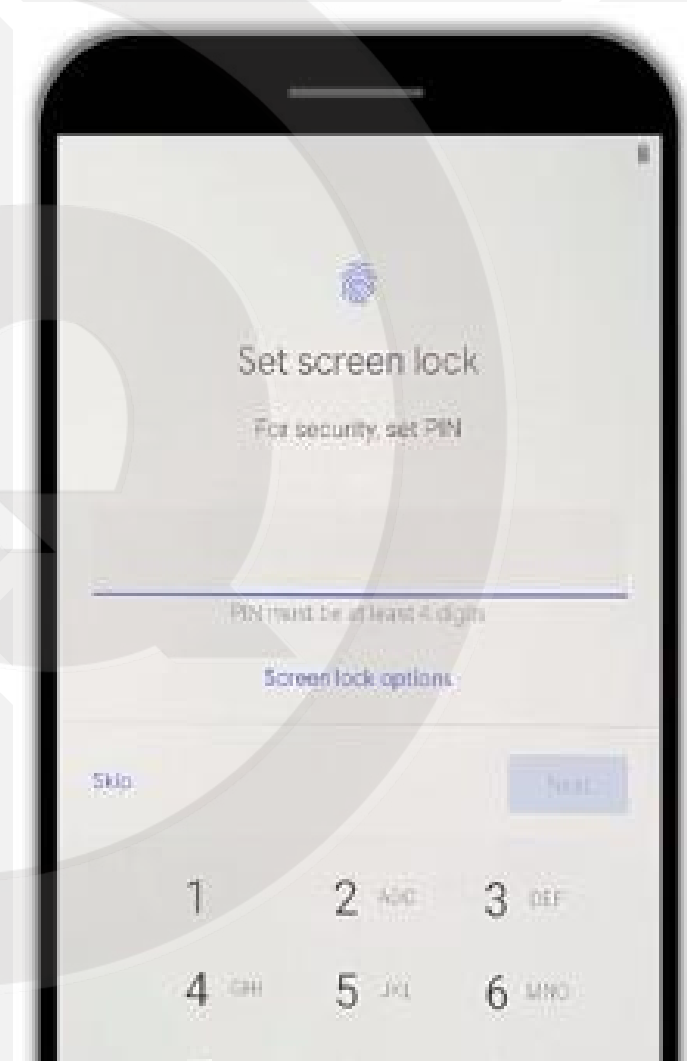 Set screen lock
For security, set PIN
PIN must be at least 4 digits
Screen lock options
Skip
Next
1
2 ABC
3 DEF
4 GHI
5 JKL
6 MNO